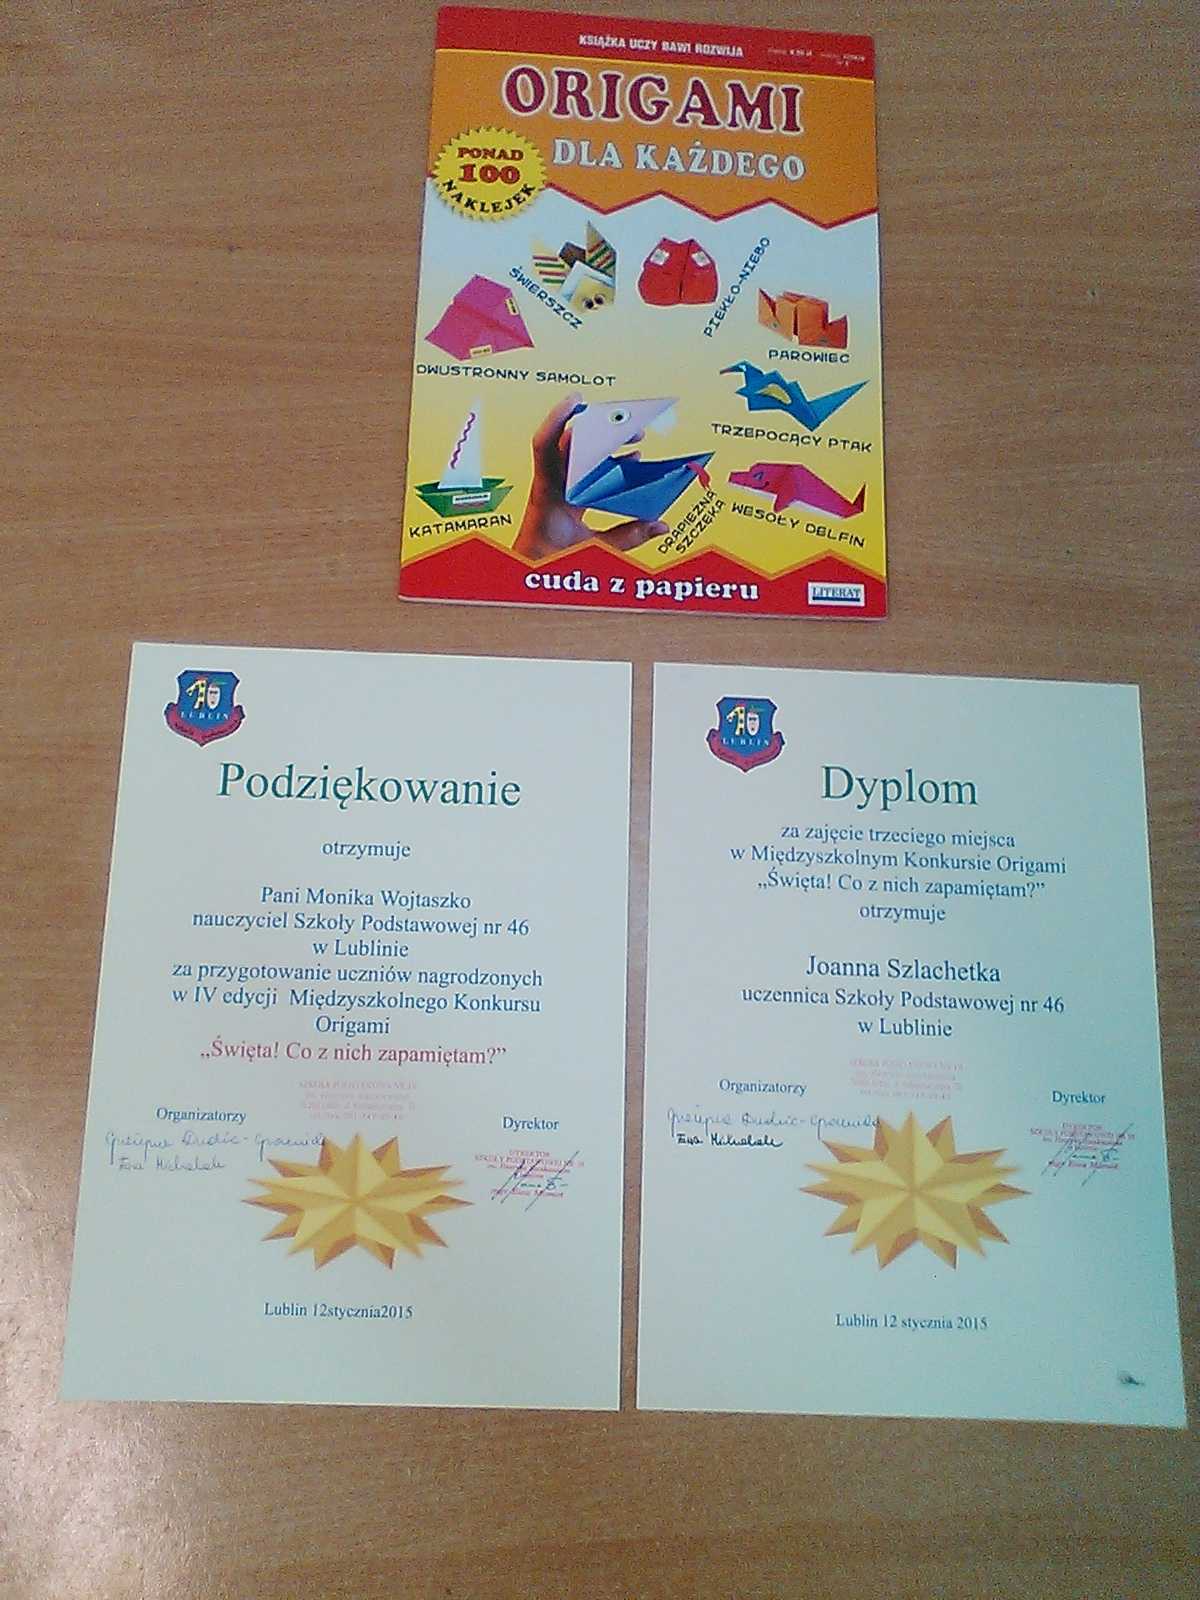 KSIĄŻKA UCZY BAWI ROZWIJA
ORIGAMI
DLA KAŻDEGO
PONAD
100
NAKLEJEK
ŚWIERSZCZ
PIEKŁO-NIEBO
PAROWIEC
DWUSTRONNY SAMOLOT
TRZEPOCĄCY PTAK
KATAMARAN
DRAPIEŻNA
SZCZĘKA
WESOŁY DELFIN
cuda z papieru
LITERAT
LUBLIN
Podziękowanie
otrzymuje
Pani Monika Wojtaszko
nauczyciel Szkoły Podstawowej nr 46
w Lublinie
za przygotowanie uczniów nagrodzonych
w IV edycji Międzyszkolnego Konkursu
Origami
„Święta! Co z nich zapamiętam?”
Organizatorzy
Dyrektor
DYREKTOR
Lublin 12stycznia2015
LUBLIN
Dyplom
za zajęcie trzeciego miejsca
w Międzyszkolnym Konkursie Origami
„Święta! Co z nich zapamiętam?”
otrzymuje
Joanna Szlachetka
uczennica Szkoły Podstawowej nr 46
w Lublinie
Organizatorzy
Dyrektor
DYREKTOR
Lublin 12 stycznia 2015